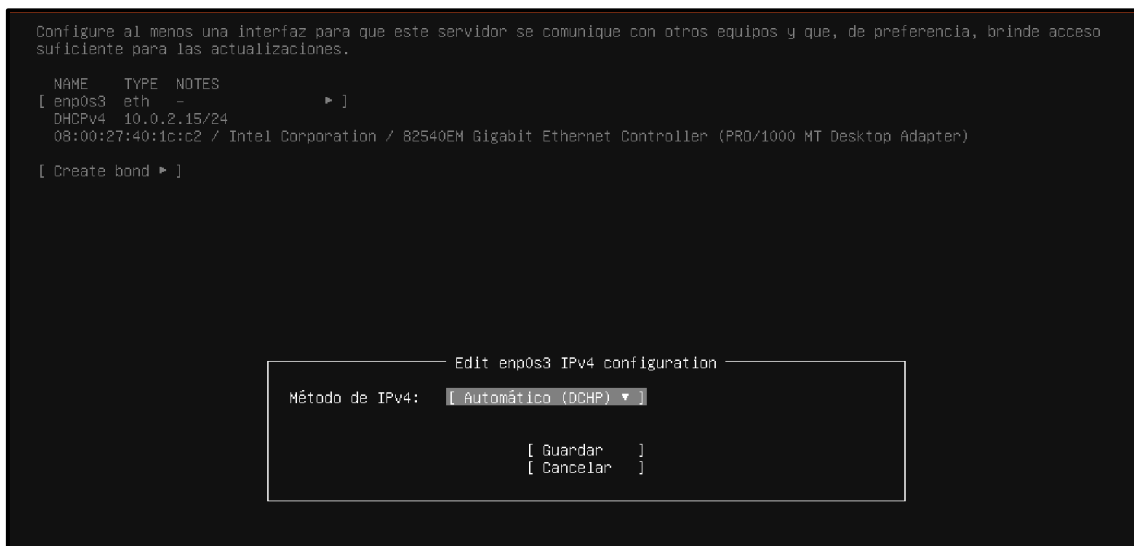 Configure al menos una interfaz para que este servidor se comunique con otros equipos y que, de preferencia, brinde acceso
suficiente para las actualizaciones.
NAME TYPE NOTES
[ enp0s3 eth - ▸ ]
DHCPv4 10.0.2.15/24
08:00:27:40:1c:c2 / Intel Corporation / 82540EM Gigabit Ethernet Controller (PRO/1000 MT Desktop Adapter)
[ Create bond ▸ ]
Edit enp0s3 IPv4 configuration
Método de IPv4: [ Automático (DCHP) ▾ ]
[ Guardar ]
[ Cancelar ]